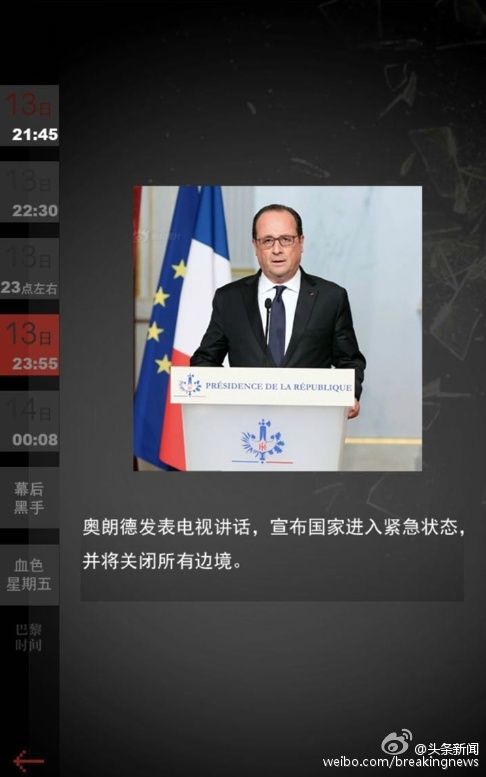 13日
21:45
13日
22:30
13日
23点左右
13日
23:55
14日
00:08
幕后
黑手
血色
星期五
巴黎
时间
PRÉSIDENCE DE LA RÉPUBLIQUE
奥朗德发表电视讲话，宣布国家进入紧急状态，
并将关闭所有边境。
@头条新闻
weibo.com/breakingnews